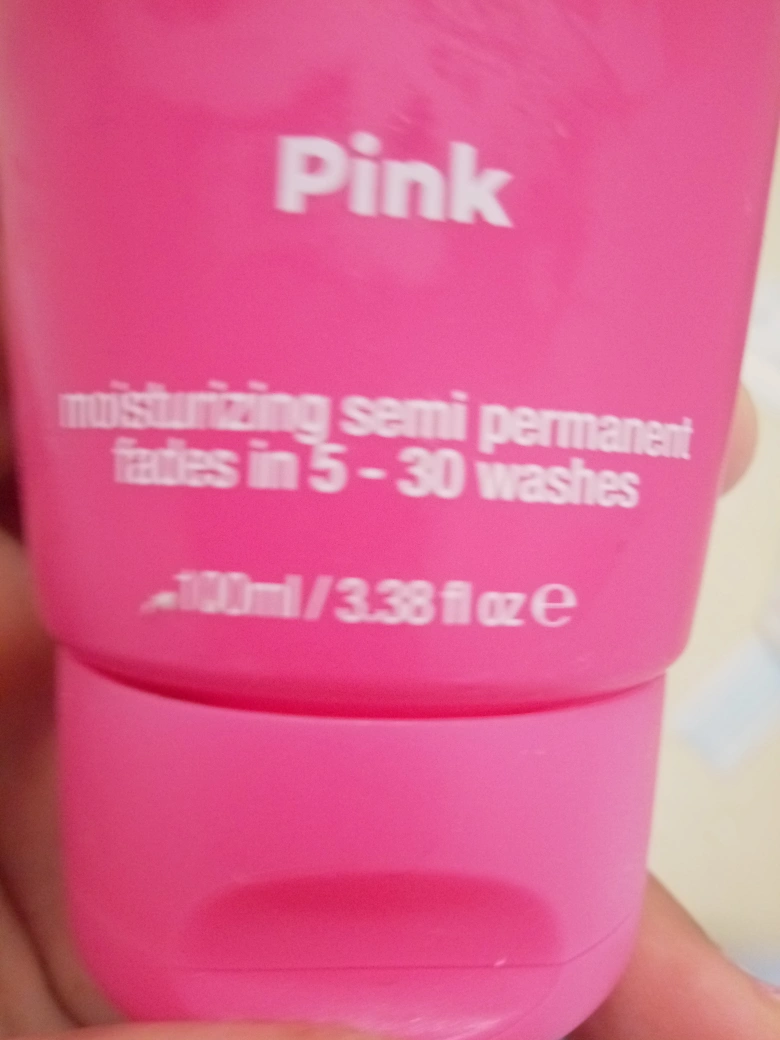 Pink
moisturizing semi permanent
fades in 5 - 30 washes
100ml / 3.38 fl oz ℮